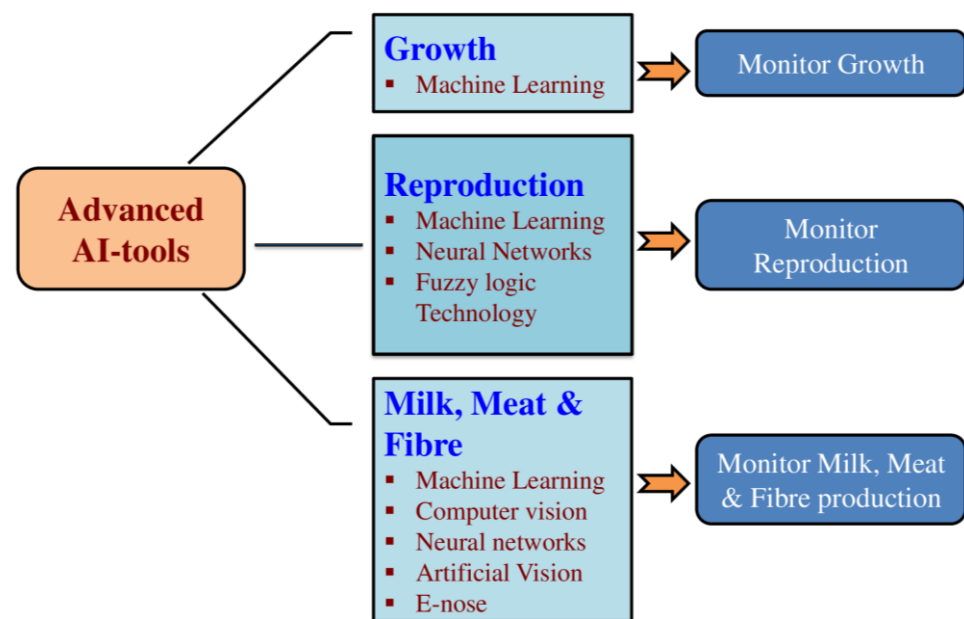 Advanced
AI-tools
Growth
▪ Machine Learning
Monitor Growth
Reproduction
▪ Machine Learning
▪ Neural Networks
▪ Fuzzy logic
Technology
Monitor
Reproduction
Milk, Meat &
Fibre
▪ Machine Learning
▪ Computer vision
▪ Neural networks
▪ Artificial Vision
▪ E-nose
Monitor Milk, Meat
& Fibre production